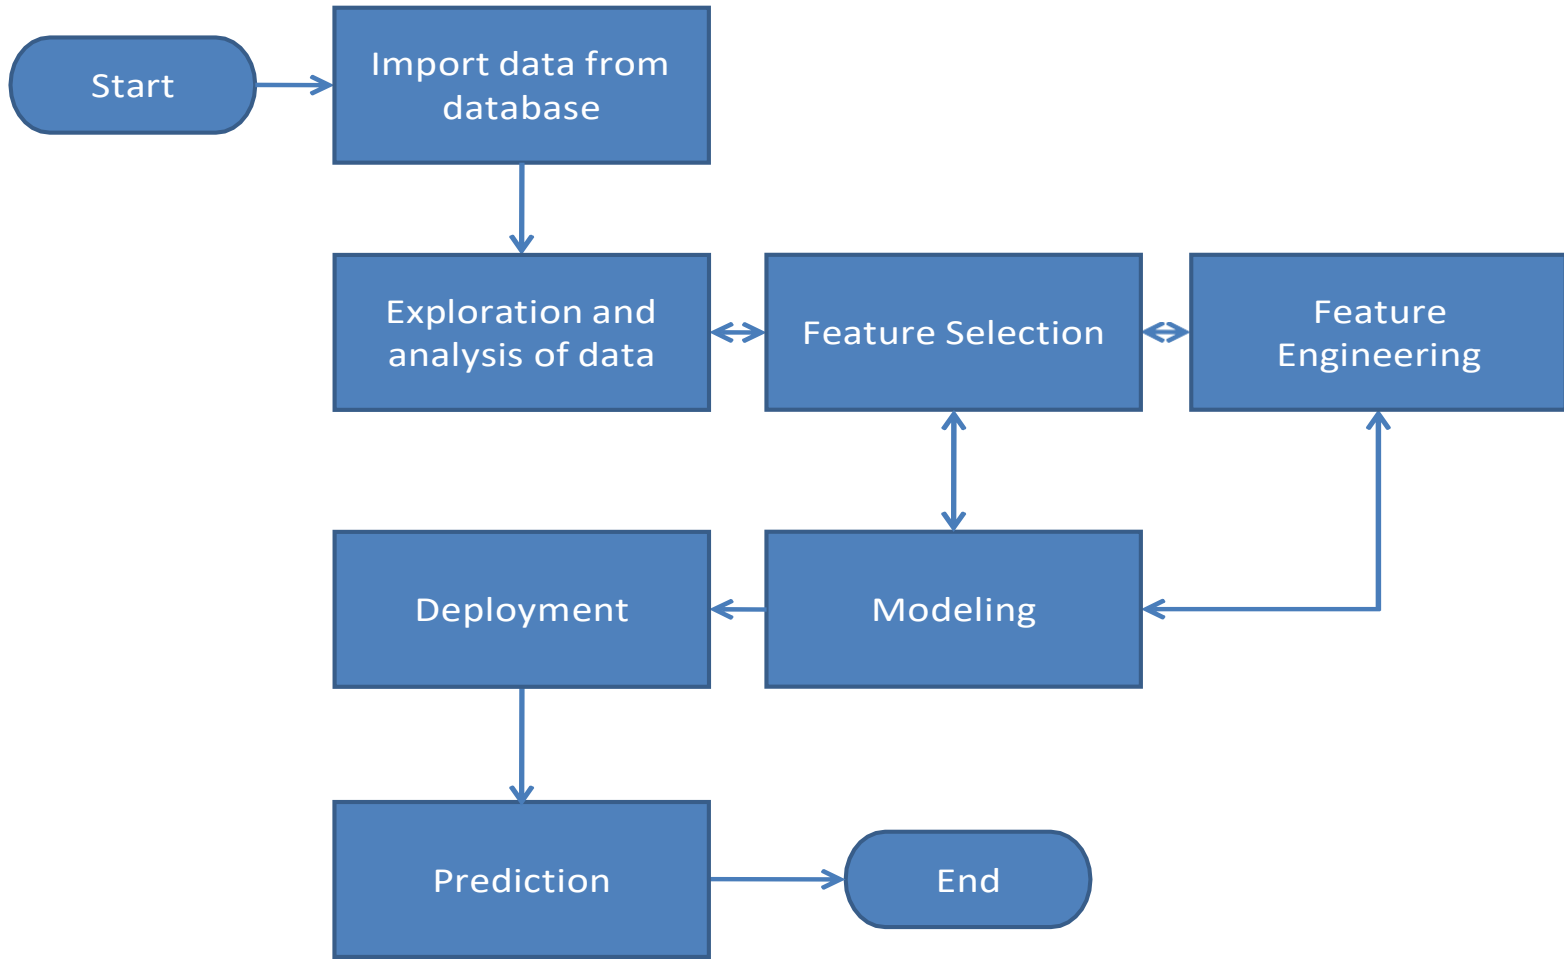 Start
Import data from
database
Exploration and
analysis of data
Feature Selection
Feature
Engineering
Deployment
Modeling
Prediction
End